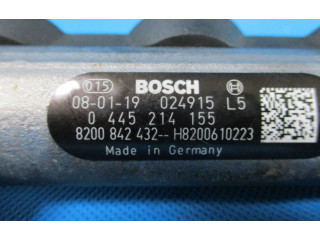 015 BOSCH
08-01-19 024915 L5
0 445 214 155
8200 842 432-- H8200610223
Made in Germany